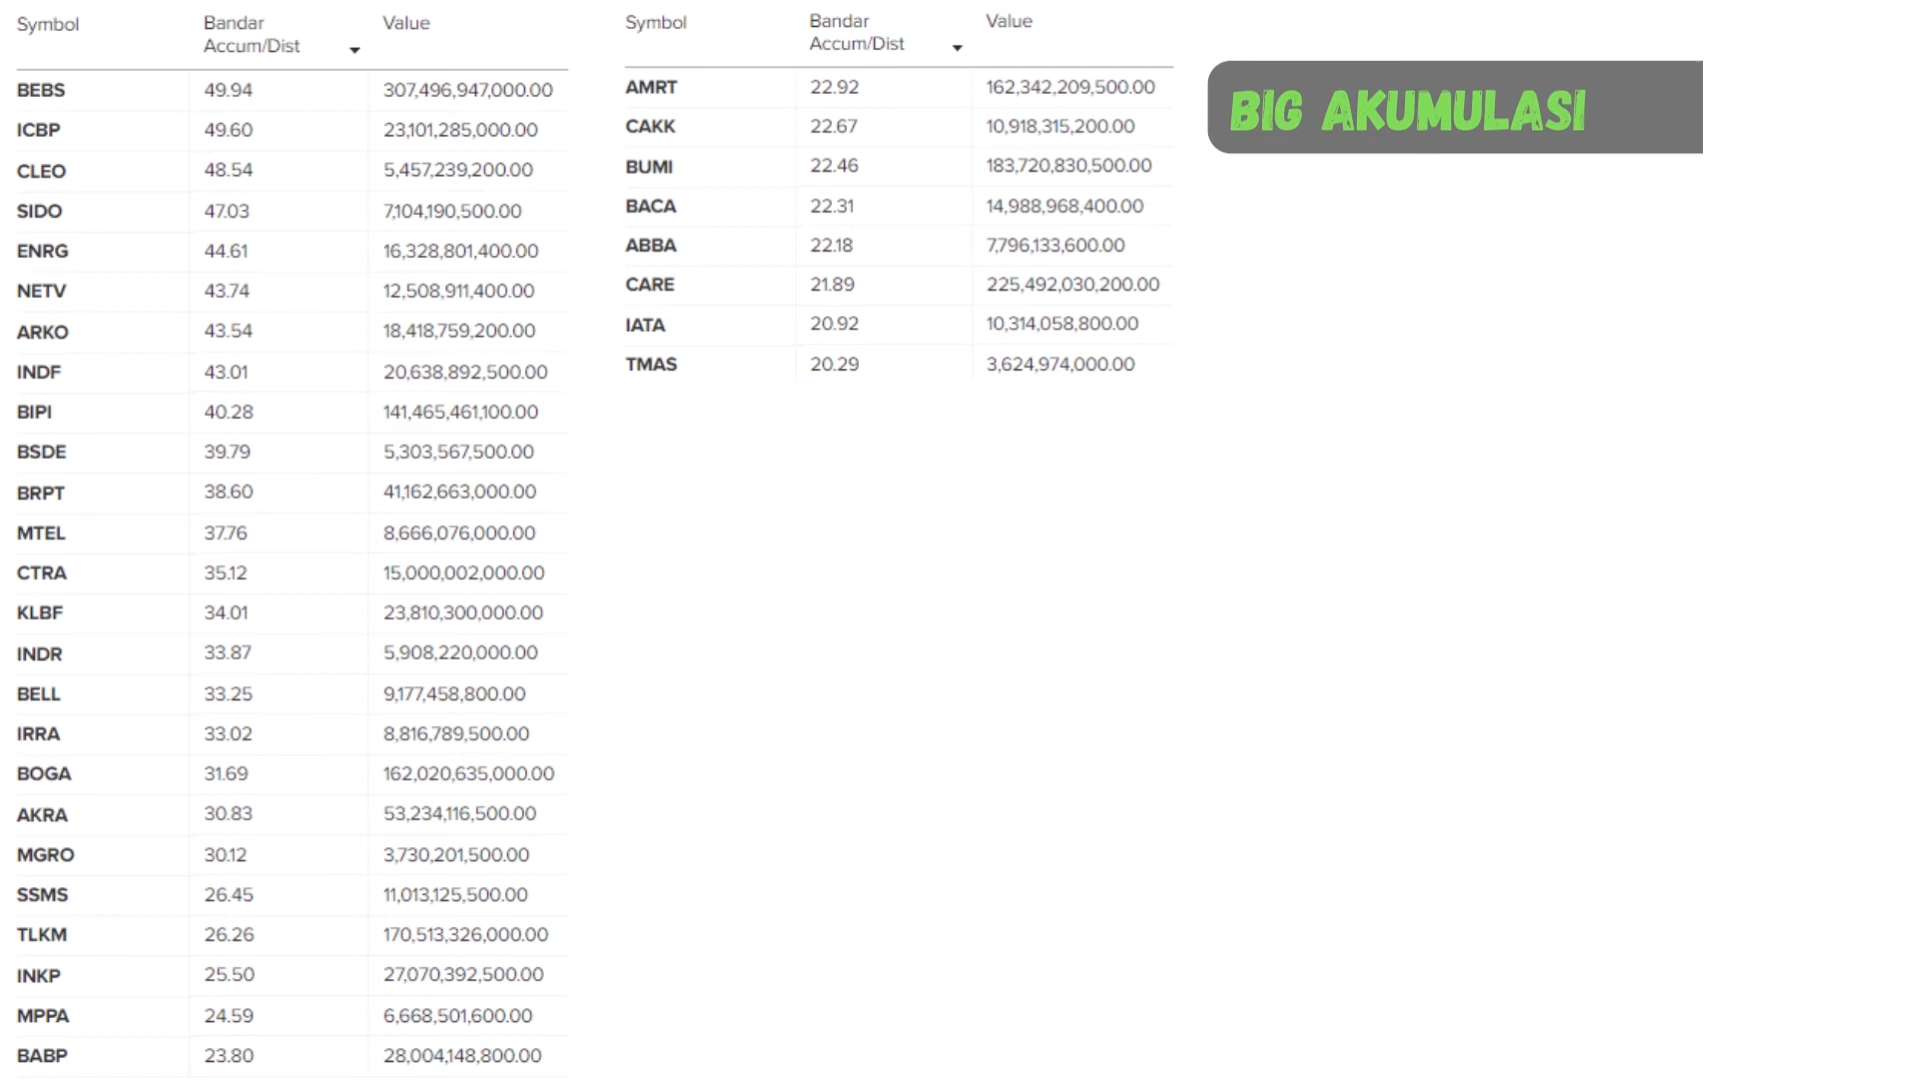 Symbol Bandar Accum/Dist Value
BEBS 49.94 307,496,947,000.00
ICBP 49.60 23,101,285,000.00
CLEO 48.54 5,457,239,200.00
SIDO 47.03 7,104,190,500.00
ENRG 44.61 16,328,801,400.00
NETV 43.74 12,508,911,400.00
ARKO 43.54 18,418,759,200.00
INDF 43.01 20,638,892,500.00
BIPI 40.28 141,465,461,100.00
BSDE 39.79 5,303,567,500.00
BRPT 38.60 41,162,663,000.00
MTEL 37.76 8,666,076,000.00
CTRA 35.12 15,000,002,000.00
KLBF 34.01 23,810,300,000.00
INDR 33.87 5,908,220,000.00
BELL 33.25 9,177,458,800.00
IRRA 33.02 8,816,789,500.00
BOGA 31.69 162,020,635,000.00
AKRA 30.83 53,234,116,500.00
MGRO 30.12 3,730,201,500.00
SSMS 26.45 11,013,125,500.00
TLKM 26.26 170,513,326,000.00
INKP 25.50 27,070,392,500.00
MPPA 24.59 6,668,501,600.00
BABP 23.80 28,004,148,800.00
Symbol Bandar Accum/Dist Value
AMRT 22.92 162,342,209,500.00
CAKK 22.67 10,918,315,200.00
BUMI 22.46 183,720,830,500.00
BACA 22.31 14,988,968,400.00
ABBA 22.18 7,796,133,600.00
CARE 21.89 225,492,030,200.00
IATA 20.92 10,314,058,800.00
TMAS 20.29 3,624,974,000.00
BIG AKUMULASI